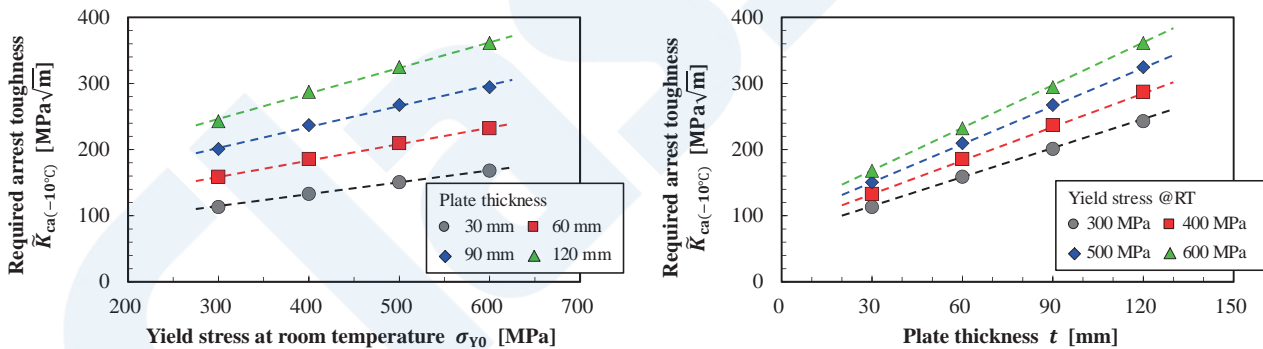 Required arrest toughness
K̃ca(−10°C) [MPa√m]
400
300
200
100
0
200 300 400 500 600 700
Yield stress at room temperature σY0 [MPa]
Plate thickness
30 mm 60 mm
90 mm 120 mm
Required arrest toughness
K̃ca(−10°C) [MPa√m]
400
300
200
100
0
0 30 60 90 120 150
Plate thickness t [mm]
Yield stress @RT
300 MPa 400 MPa
500 MPa 600 MPa